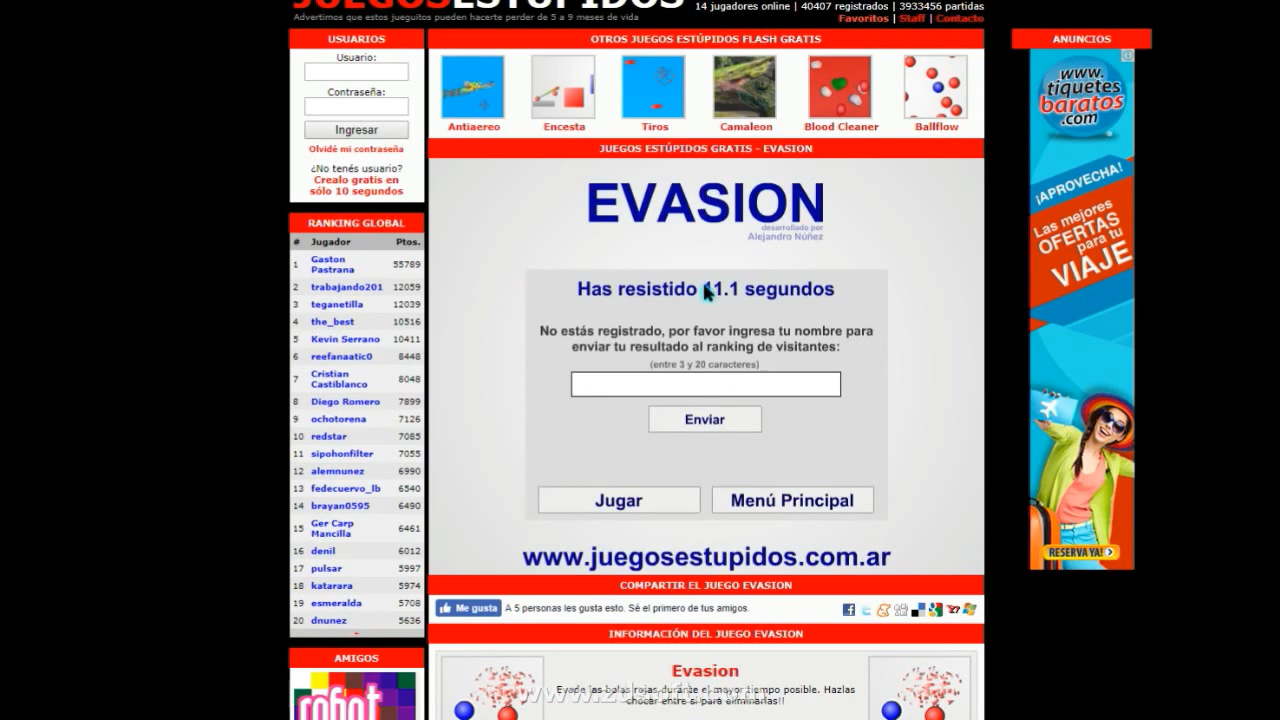 JUEGOSESTUPIDOS
14 jugadores online | 40407 registrados | 3933456 partidas
Advertimos que estos jueguitos pueden hacerte perder de 5 a 9 meses de vida
Favoritos | Staff | Contacto
USUARIOS
Usuario:
Contraseña:
Ingresar
Olvidé mi contraseña
¿No tenés usuario?
Crealo gratis en
sólo 10 segundos
RANKING GLOBAL
# Jugador Ptos.
1 Gaston Pastrana 55789
2 trabajando201 12059
3 teganetilla 12039
4 the_best 10516
5 Kevin Serrano 10411
6 reefanaatic0 8448
7 Cristian Castiblanco 8048
8 Diego Romero 7899
9 ochotorena 7126
10 redstar 7085
11 sipohonfilter 7055
12 alemnunez 6990
13 fedecuervo_lb 6540
14 brayan0595 6490
15 Ger Carp Mancilla 6461
16 denil 6012
17 pulsar 5997
18 katarara 5974
19 esmeralda 5708
20 dnunez 5636
AMIGOS
robot
OTROS JUEGOS ESTÚPIDOS FLASH GRATIS
Antiaereo Encesta Tiros Camaleon Blood Cleaner Ballflow
JUEGOS ESTÚPIDOS GRATIS - EVASION
EVASION
desarrollado por
Alejandro Núñez
Has resistido 11.1 segundos
No estás registrado, por favor ingresa tu nombre para
enviar tu resultado al ranking de visitantes:
(entre 3 y 20 caracteres)
Enviar
Jugar Menú Principal
www.juegosestupidos.com.ar
COMPARTIR EL JUEGO EVASION
Me gusta A 5 personas les gusta esto. Sé el primero de tus amigos.
INFORMACIÓN DEL JUEGO EVASION
Evasion
Evade las bolas rojas durante el mayor tiempo posible. Hazlas
chocar entre sí para eliminarlas!!
ANUNCIOS
www.
tiquetes
baratos
.com
¡APROVECHA!
Las mejores
OFERTAS
para tu
VIAJE
RESERVA YA!